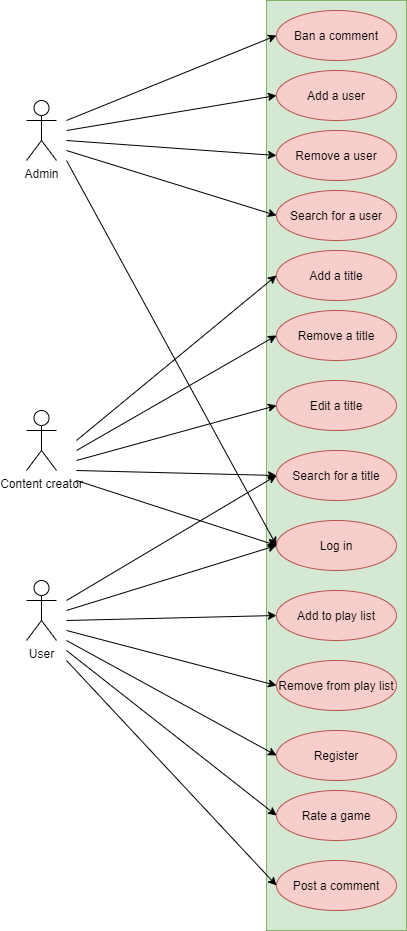 Ban a comment
Add a user
Remove a user
Admin
Search for a user
Add a title
Remove a title
Edit a title
Search for a title
Content creator
Log in
Add to play list
User
Remove from play list
Register
Rate a game
Post a comment